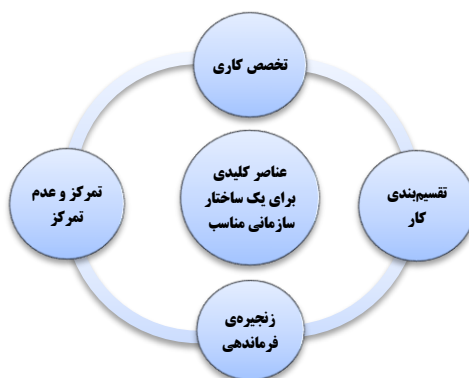 تخصص کاری
عناصر کلیدی
برای یک ساختار
سازمانی مناسب
تقسیم‌بندی
کار
تمرکز و عدم
تمرکز
زنجیره‌ی
فرماندهی